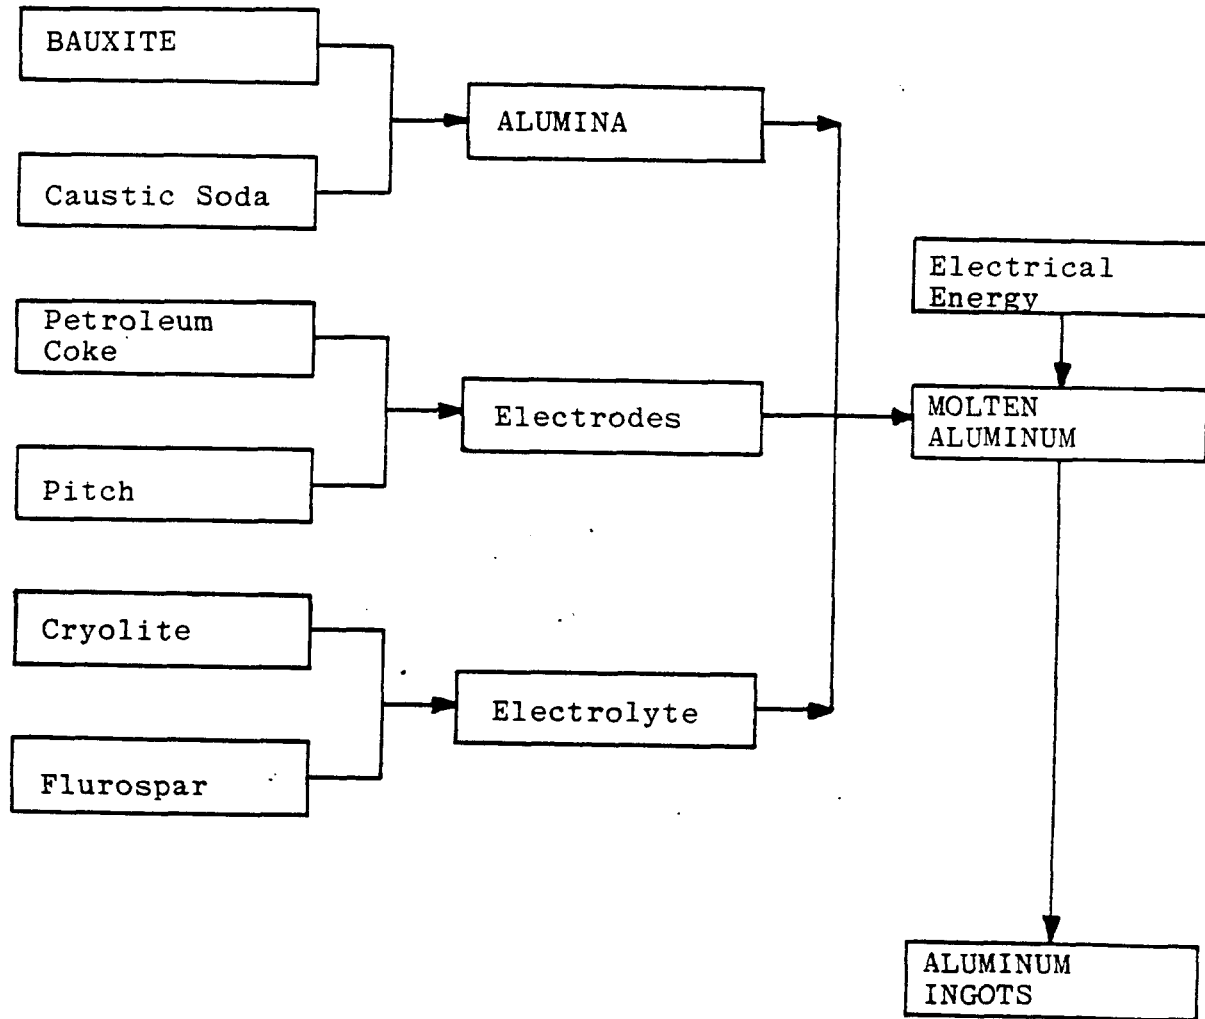 BAUXITE
Caustic Soda
ALUMINA
Petroleum
Coke
Pitch
Electrodes
Cryolite
Flurospar
Electrolyte
Electrical
Energy
MOLTEN
ALUMINUM
ALUMINUM
INGOTS